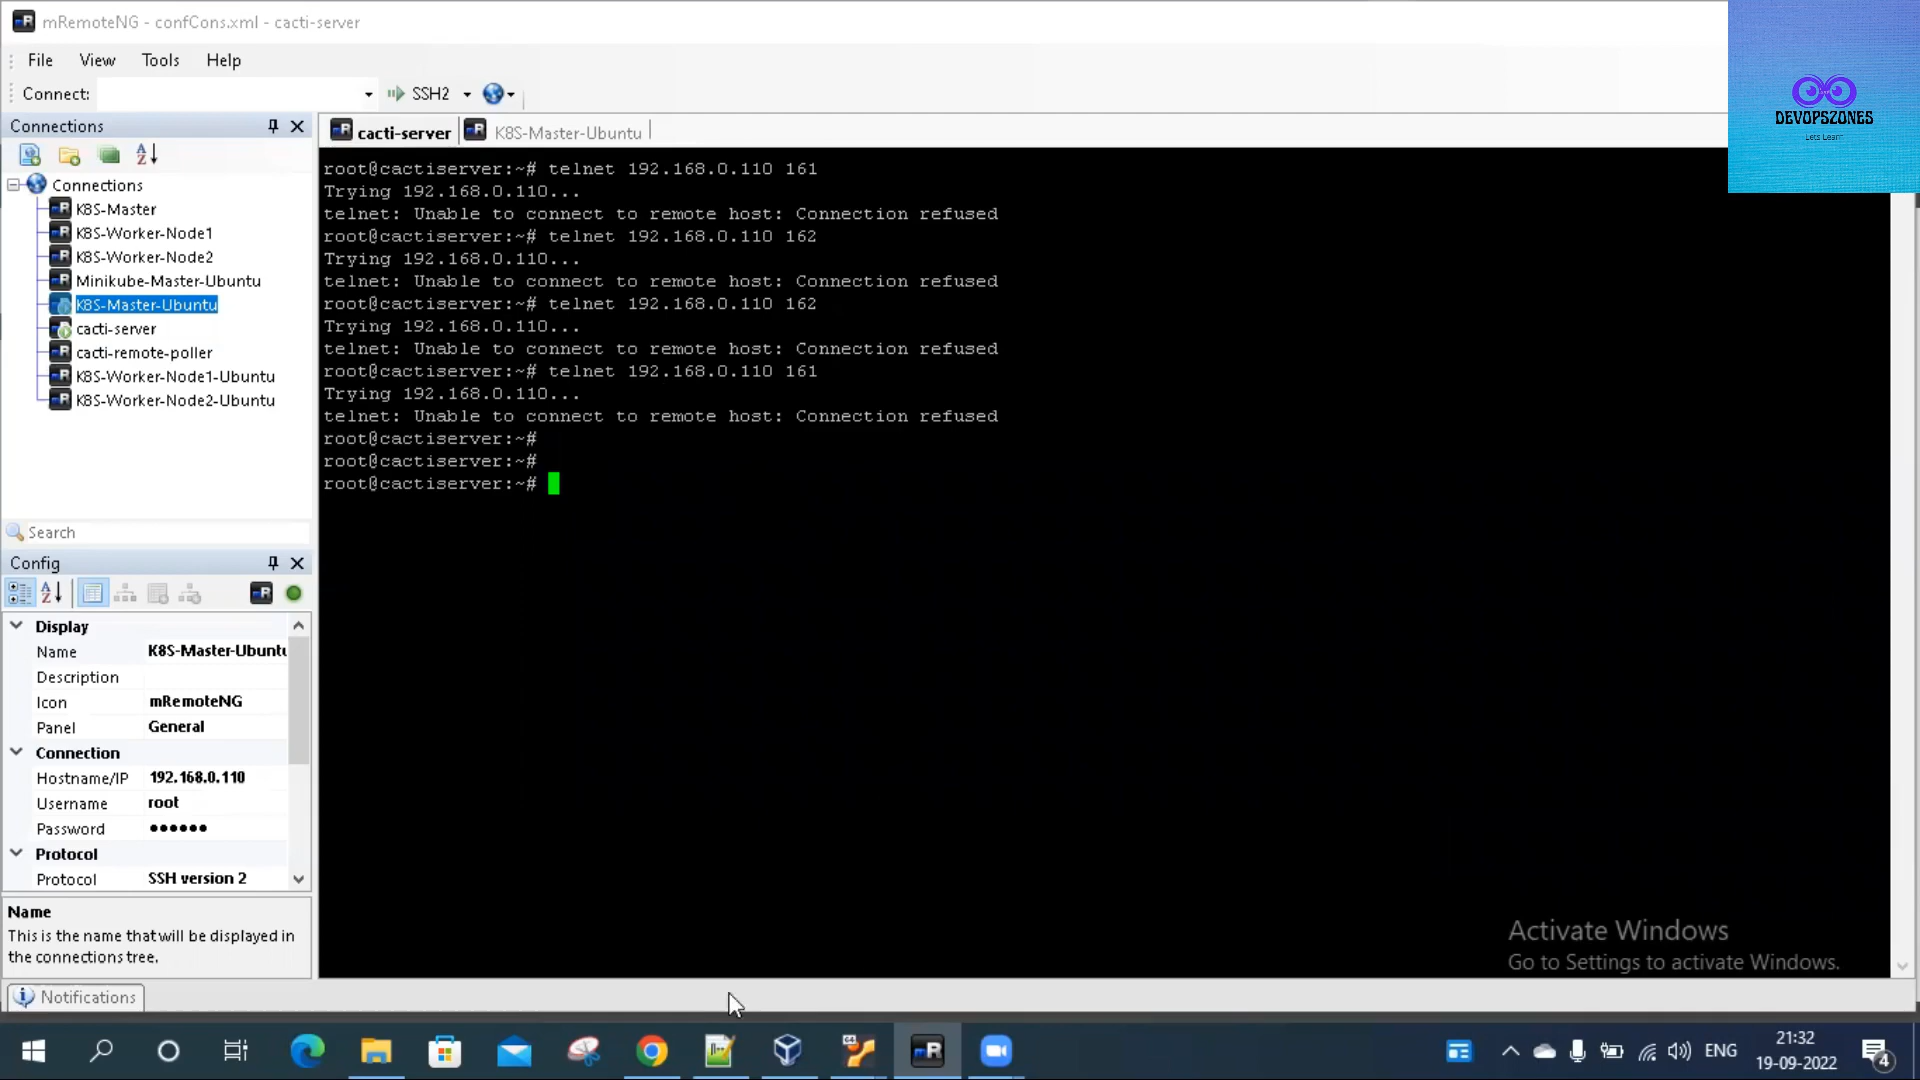 mRemoteNG - confCons.xml - cacti-server
File View Tools Help
Connect: SSH2
DEVOPSZONES
Lets Learn
Connections
Connections
K8S-Master
K8S-Worker-Node1
K8S-Worker-Node2
Minikube-Master-Ubuntu
K8S-Master-Ubuntu
cacti-server
cacti-remote-poller
K8S-Worker-Node1-Ubuntu
K8S-Worker-Node2-Ubuntu
Search
Config
Display
Name K8S-Master-Ubuntu
Description
Icon mRemoteNG
Panel General
Connection
Hostname/IP 192.168.0.110
Username root
Password ●●●●●●
Protocol
Protocol SSH version 2
Name
This is the name that will be displayed in
the connections tree.
Notifications
cacti-server K8S-Master-Ubuntu
root@cactiserver:~# telnet 192.168.0.110 161
Trying 192.168.0.110...
telnet: Unable to connect to remote host: Connection refused
root@cactiserver:~# telnet 192.168.0.110 162
Trying 192.168.0.110...
telnet: Unable to connect to remote host: Connection refused
root@cactiserver:~# telnet 192.168.0.110 162
Trying 192.168.0.110...
telnet: Unable to connect to remote host: Connection refused
root@cactiserver:~# telnet 192.168.0.110 161
Trying 192.168.0.110...
telnet: Unable to connect to remote host: Connection refused
root@cactiserver:~#
root@cactiserver:~#
root@cactiserver:~#
Activate Windows
Go to Settings to activate Windows.
ENG
21:32
19-09-2022
4